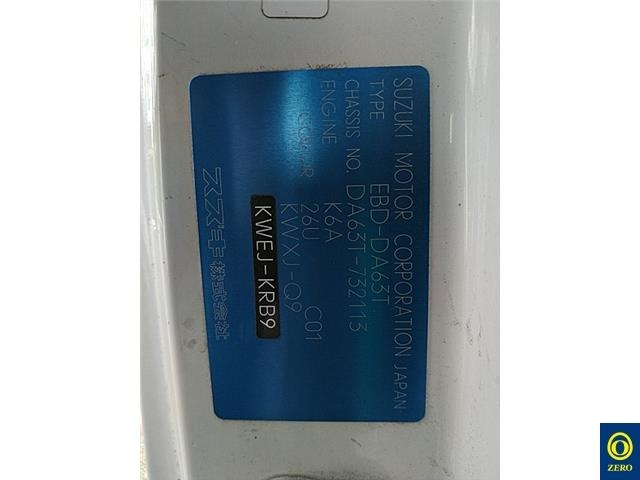 SUZUKI MOTOR CORPORATION JAPAN
TYPE EBD-DA63T
CHASSIS NO. DA63T-732113
ENGINE K6A
COLOR 26U C01
KWXJ-Q9
KWEJ-KRB9
スズキ株式会社
ZERO